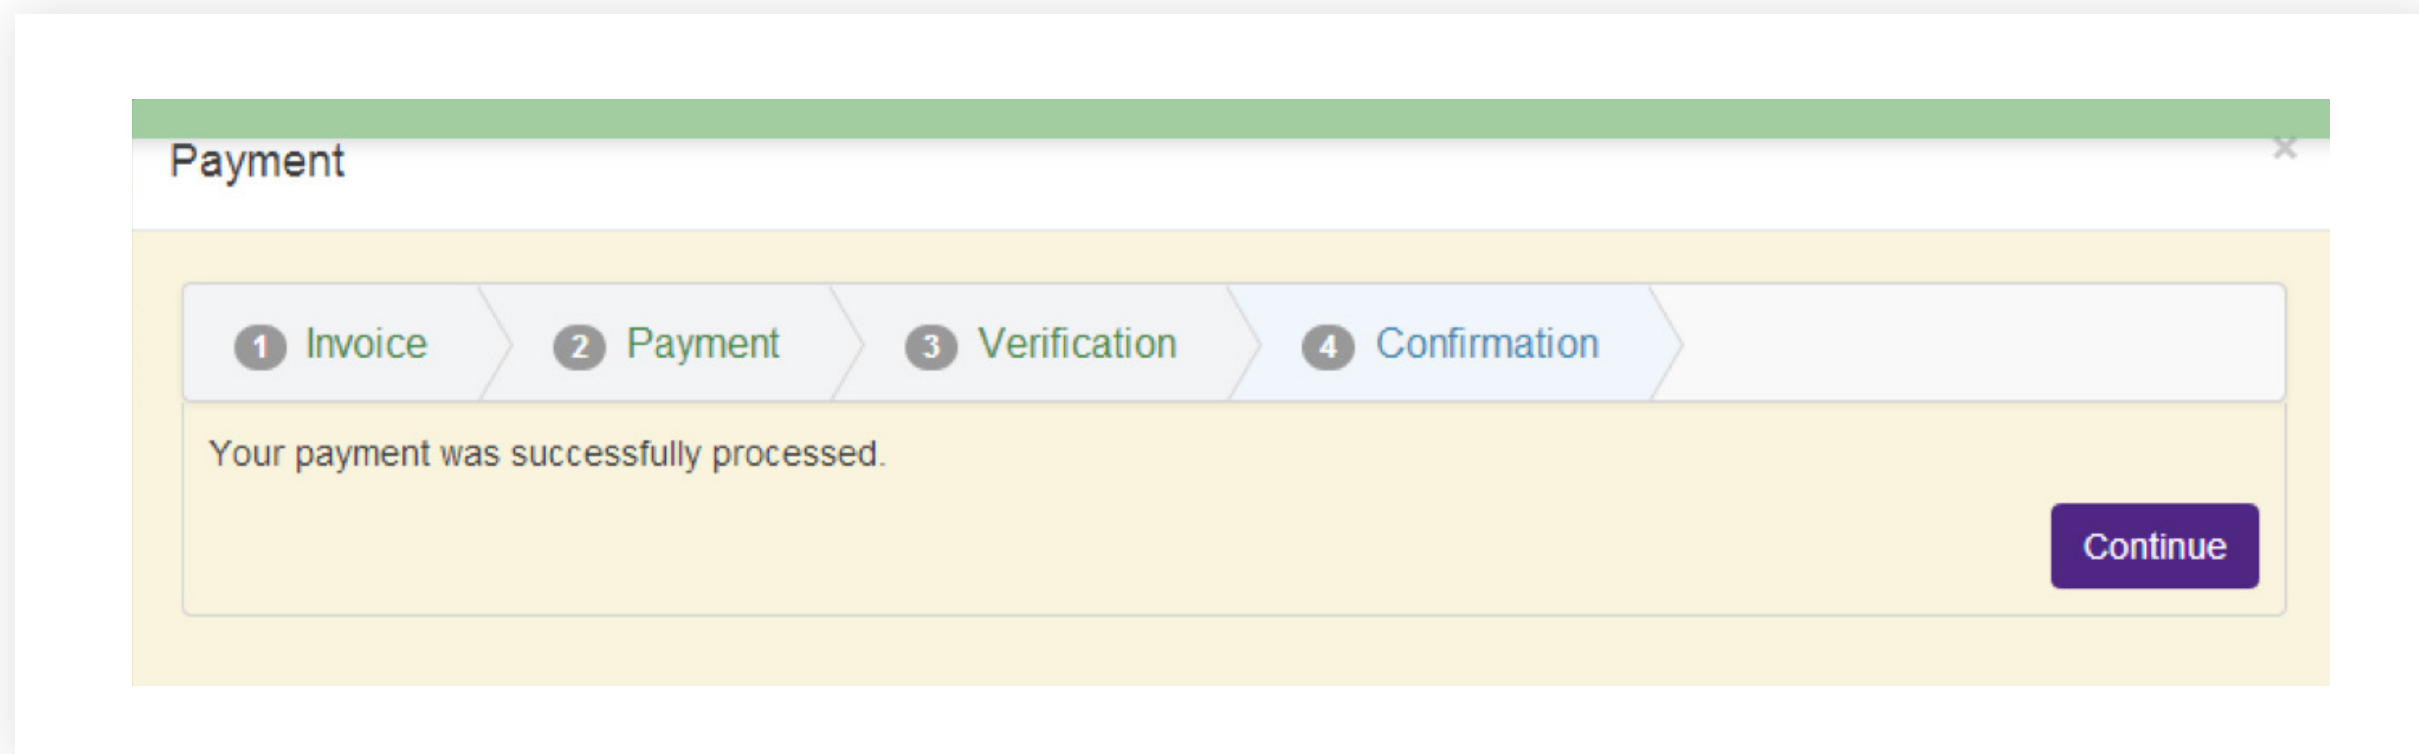 Payment
×
1 Invoice 2 Payment 3 Verification 4 Confirmation
Your payment was successfully processed.
Continue